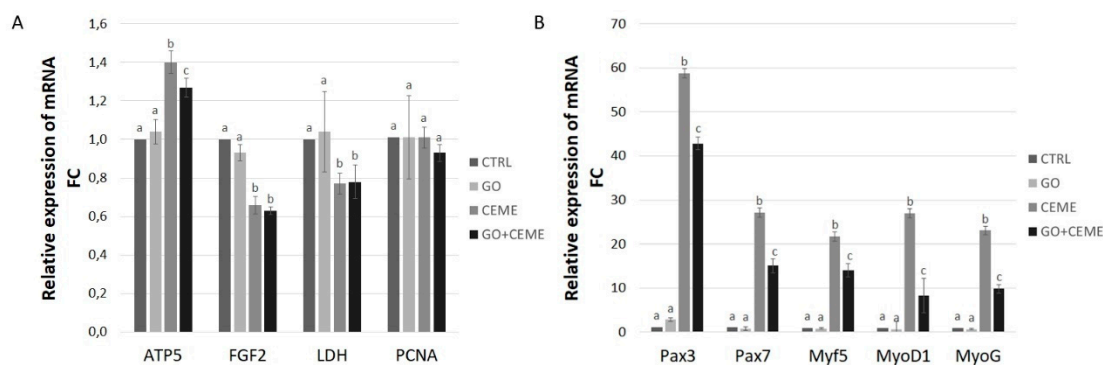 A
Relative expression of mRNA
FC
1,6
1,4
1,2
1,0
0,8
0,6
0,4
0,2
0,0
a a b c
a a b b
a a b b
a a a a
ATP5 FGF2 LDH PCNA
CTRL
GO
CEME
GO+CEME
B
Relative expression of mRNA
FC
70
60
50
40
30
20
10
0
a a b c
a a b c
a a b c
a a b c
a a b c
Pax3 Pax7 Myf5 MyoD1 MyoG
CTRL
GO
CEME
GO+CEME